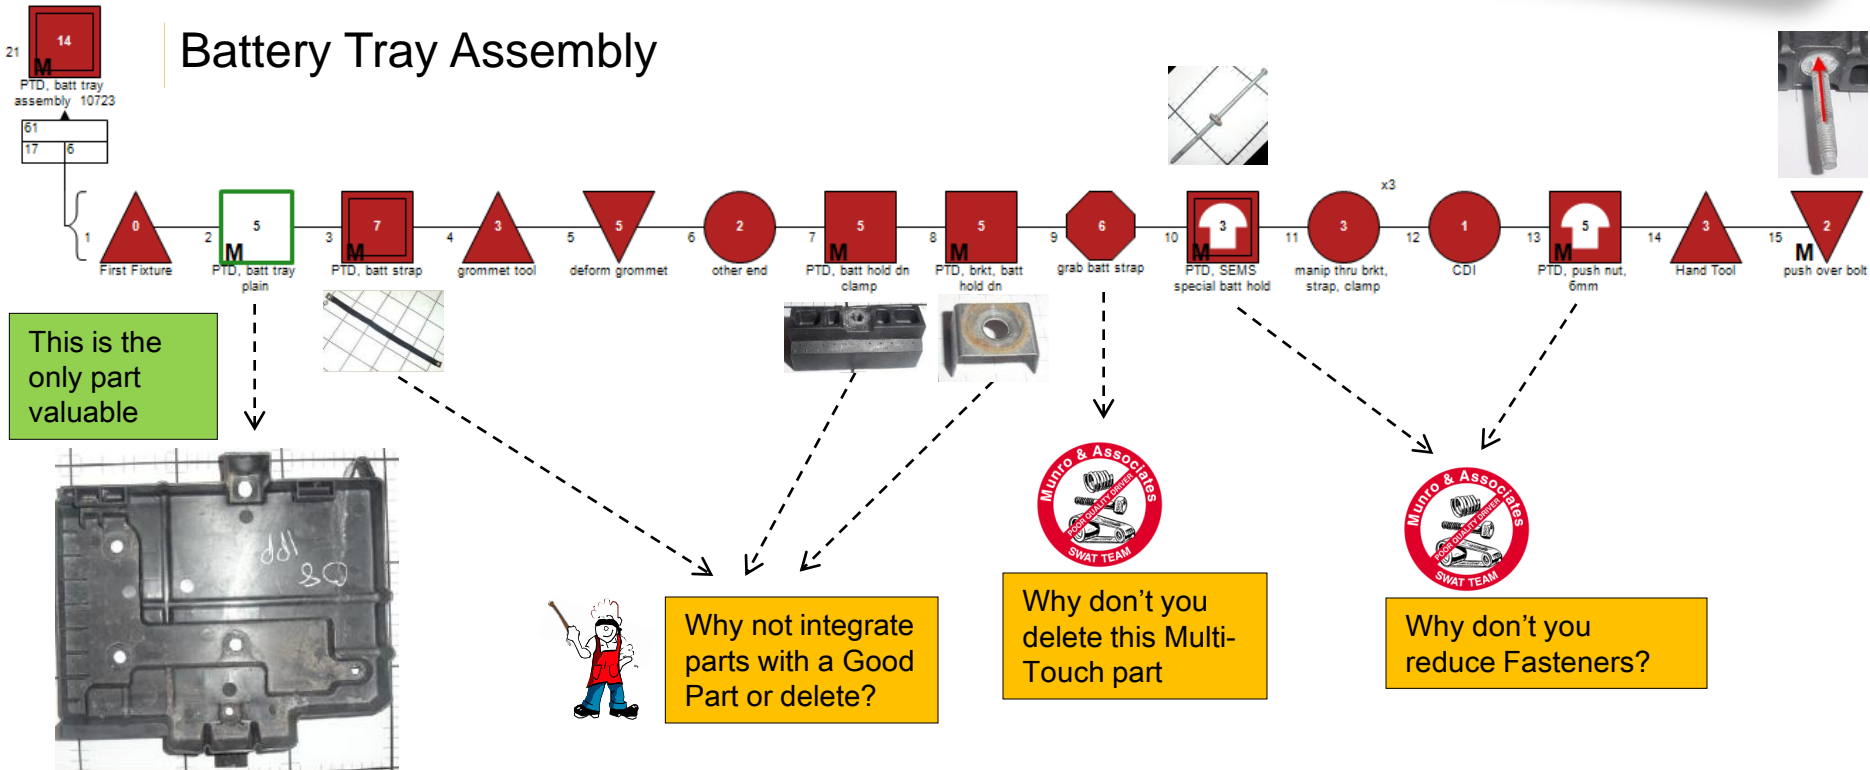 Battery Tray Assembly
21
14
M
PTD, batt tray
assembly 10723
61
17 6
1
0
First Fixture
2
5
M
PTD, batt tray
plain
3
7
M
PTD, batt strap
4
3
grommet tool
5
5
deform grommet
6
2
other end
7
5
M
PTD, batt hold dn
clamp
8
5
M
PTD, brkt, batt
hold dn
9
6
grab batt strap
10
3
M
PTD, SEMS
special batt hold
11
3
x3
manip thru brkt,
strap, clamp
12
1
CDI
13
5
M
PTD, push nut,
6mm
14
3
Hand Tool
15
2
M
push over bolt
This is the
only part
valuable
Why not integrate
parts with a Good
Part or delete?
Munro & Associates
POOR QUALITY DRIVER
SWAT TEAM
Why don't you
delete this Multi-
Touch part
Munro & Associates
POOR QUALITY DRIVER
SWAT TEAM
Why don't you
reduce Fasteners?